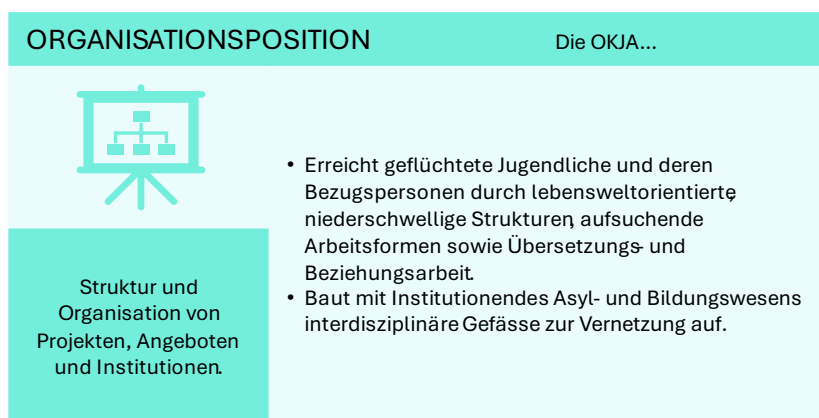 ORGANISATIONSPOSITION
Die OKJA...
• Erreicht geflüchtete Jugendliche und deren
Bezugspersonen durch lebensweltorientierte,
niederschwellige Strukturen, aufsuchende
Arbeitsformen sowie Übersetzungs- und
Beziehungsarbeit.
• Baut mit Institutionendes Asyl- und Bildungswesens
interdisziplinäre Gefässe zur Vernetzung auf.
Struktur und
Organisation von
Projekten, Angeboten
und Institutionen.